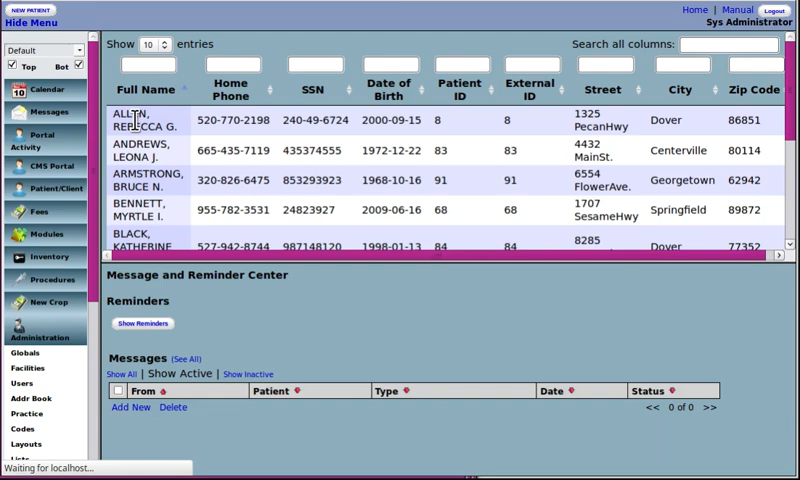 NEW PATIENT
Hide Menu
Home | Manual Logout
Sys Administrator
Default
Top Bot
Calendar
Messages
Portal
Activity
CMS Portal
Patient/Client
Fees
Modules
Inventory
Procedures
New Crop
Administration
Globals
Facilities
Users
Addr Book
Practice
Codes
Layouts
Lists
Waiting for localhost...
Show 10 entries
Search all columns:
Full Name Home Phone SSN Date of Birth Patient ID External ID Street City Zip Code
ALLEN, REBECCA G. 520-770-2198 240-49-6724 2000-09-15 8 8 1325 PecanHwy Dover 86851
ANDREWS, LEONA J. 665-435-7119 435374555 1972-12-22 83 83 4432 MainSt. Centerville 80114
ARMSTRONG, BRUCE N. 320-826-6475 853293923 1968-10-16 91 91 6554 FlowerAve. Georgetown 62942
BENNETT, MYRTLE I. 955-782-3531 24823927 2009-06-16 68 68 1707 SesameHwy Springfield 89872
BLACK, KATHERINE 527-942-8744 987148120 1998-01-13 84 84 8285 Dover 77352
Message and Reminder Center
Reminders
Show Reminders
Messages (See All)
Show All | Show Active | Show Inactive
From Patient Type Date Status
Add New Delete << 0 of 0 >>